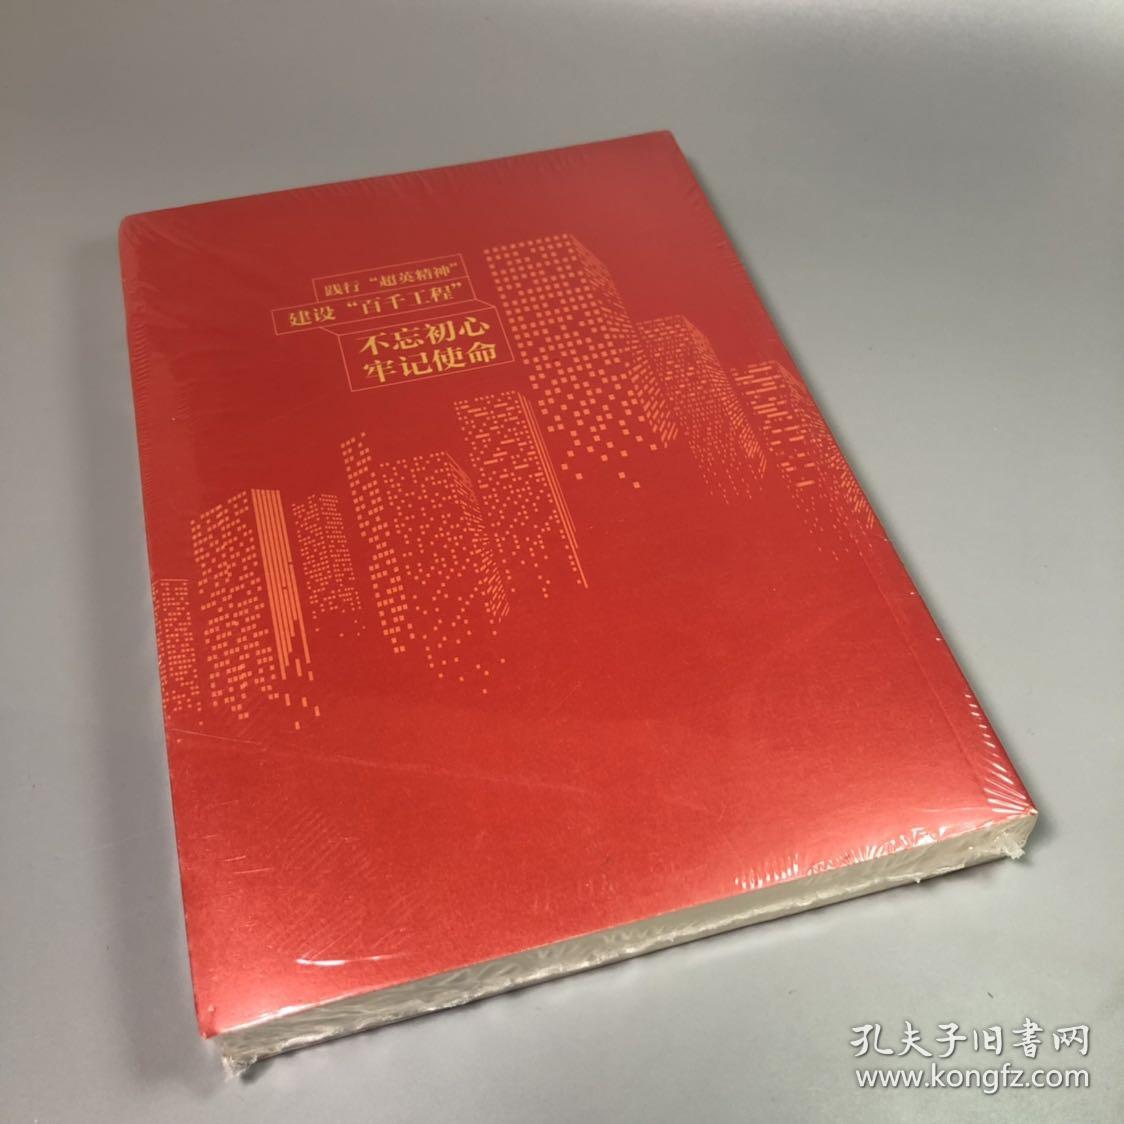 践行“超英精神”
建设“百千工程”
不忘初心
牢记使命
孔夫子旧書网
www.kongfz.com